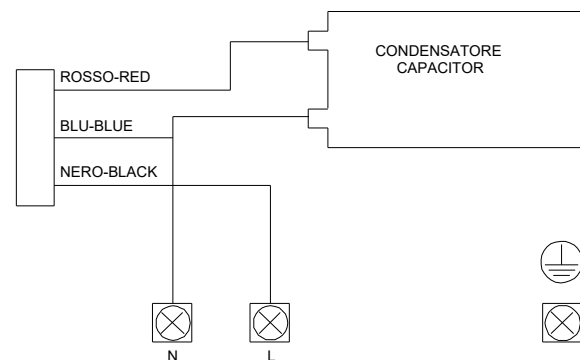 CONDENSATORE
CAPACITOR
ROSSO-RED
BLU-BLUE
NERO-BLACK
N
L